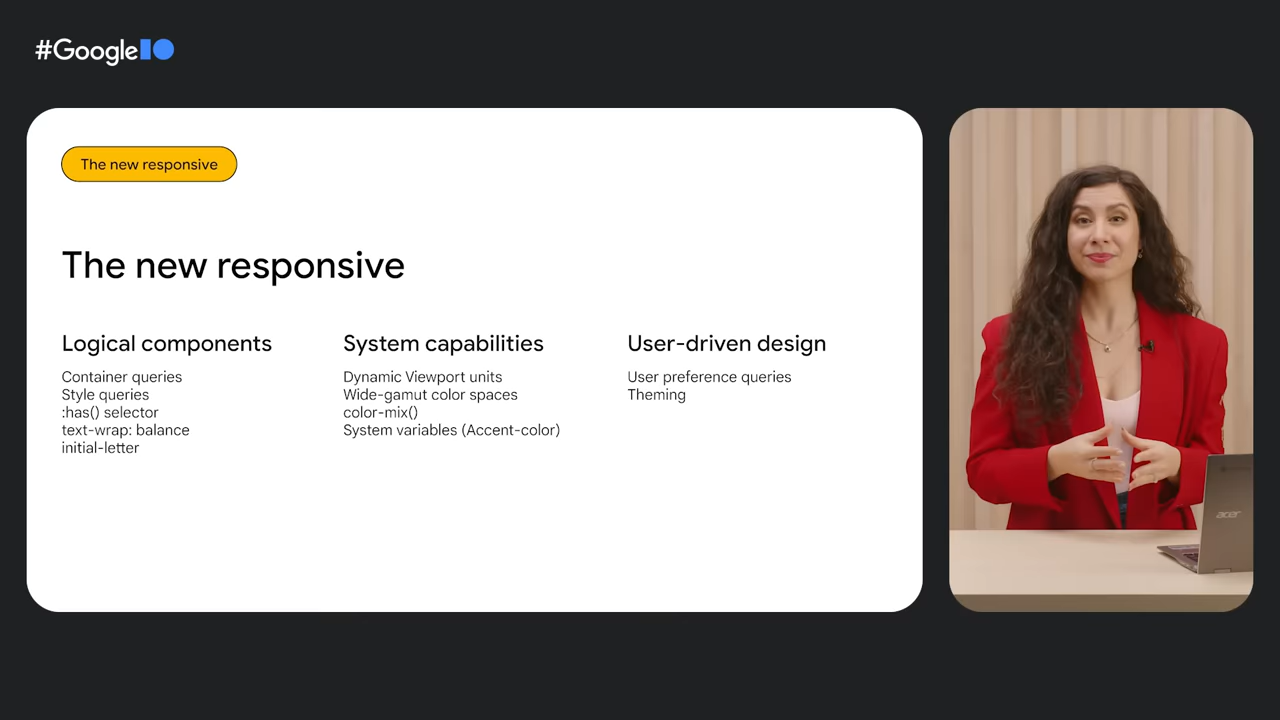 #Google IO
The new responsive
The new responsive
Logical components
Container queries
Style queries
:has() selector
text-wrap: balance
initial-letter
System capabilities
Dynamic Viewport units
Wide-gamut color spaces
color-mix()
System variables (Accent-color)
User-driven design
User preference queries
Theming
acer